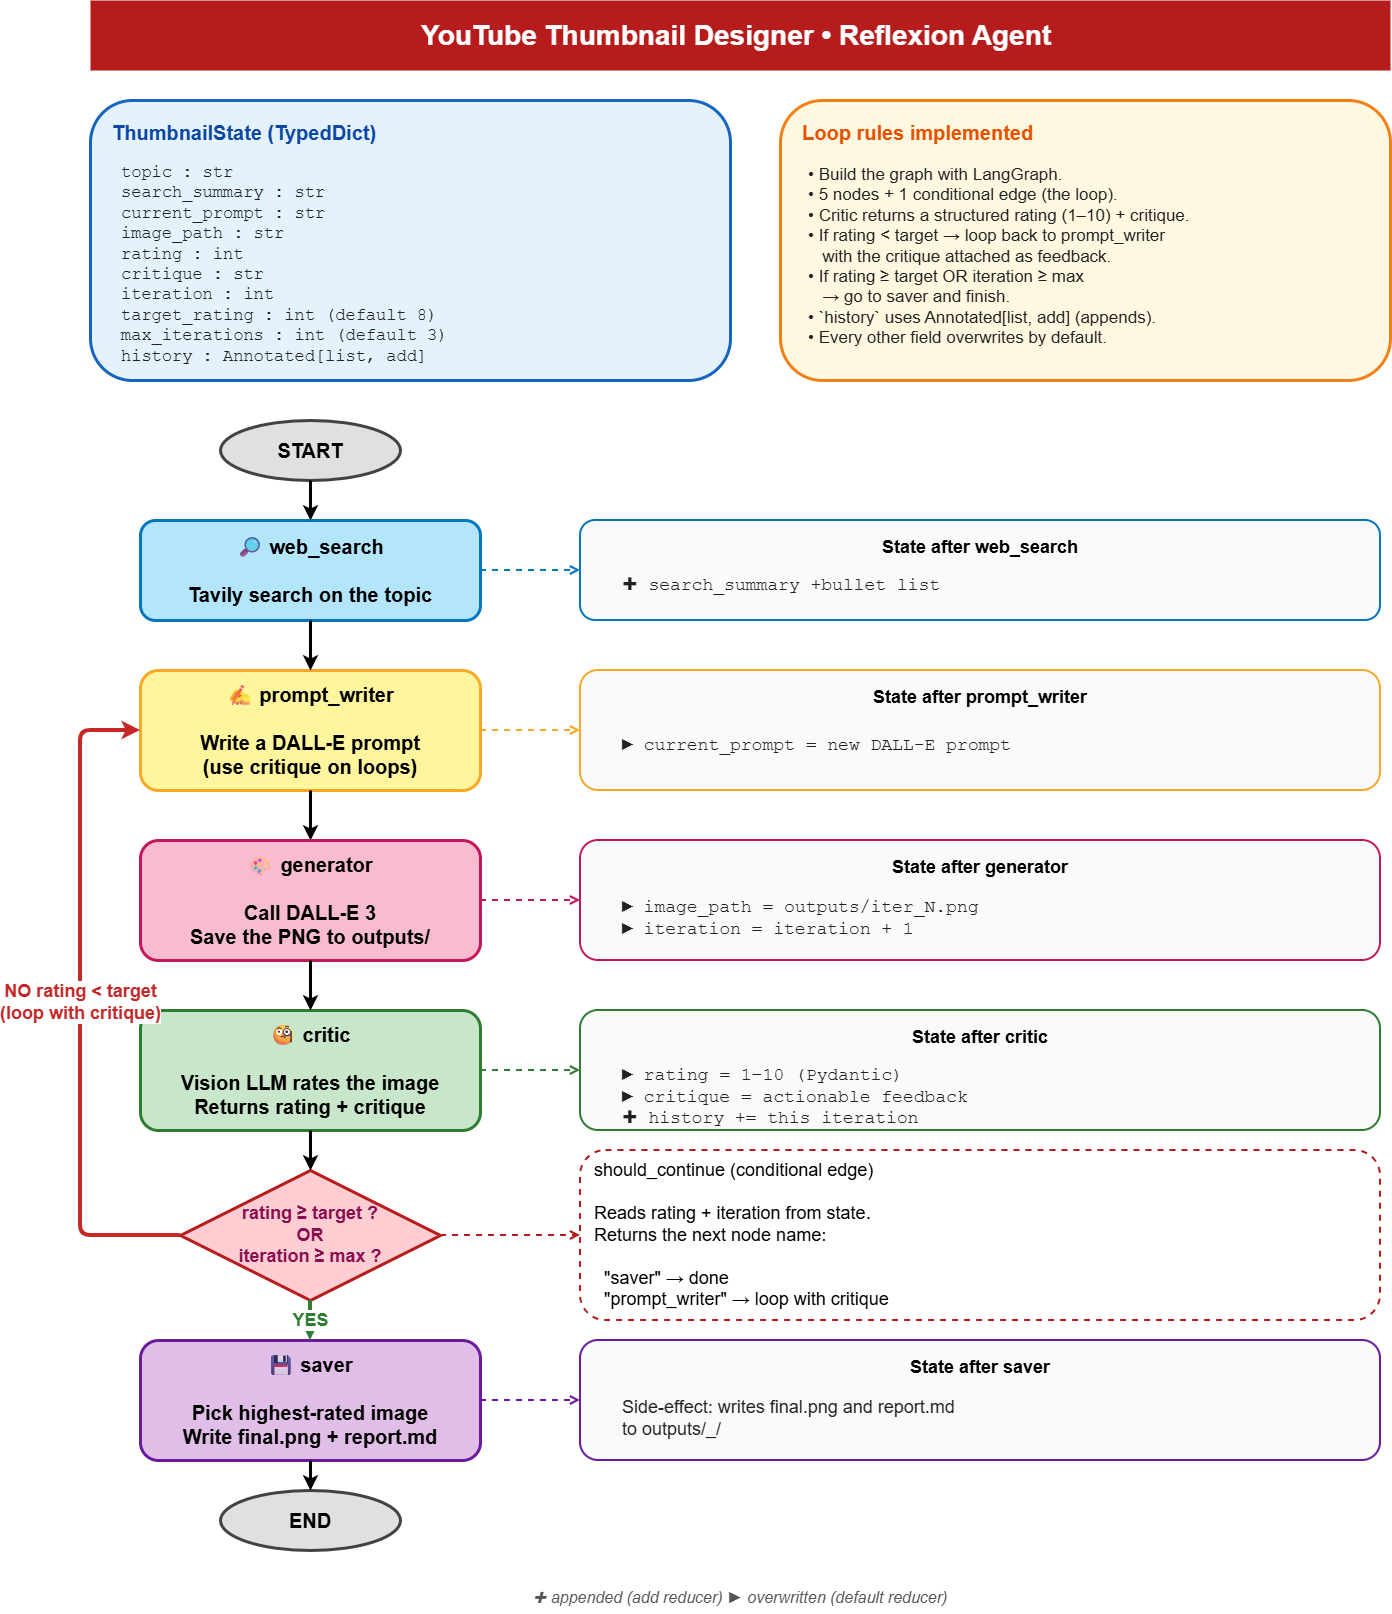 YouTube Thumbnail Designer • Reflexion Agent
ThumbnailState (TypedDict)
topic : str
search_summary : str
current_prompt : str
image_path : str
rating : int
critique : str
iteration : int
target_rating : int (default 8)
max_iterations : int (default 3)
history : Annotated[list, add]
Loop rules implemented
• Build the graph with LangGraph.
• 5 nodes + 1 conditional edge (the loop).
• Critic returns a structured rating (1–10) + critique.
• If rating < target → loop back to prompt_writer
with the critique attached as feedback.
• If rating ≥ target OR iteration ≥ max
→ go to saver and finish.
• `history` uses Annotated[list, add] (appends).
• Every other field overwrites by default.
START
🔎 web_search
Tavily search on the topic
State after web_search
✚ search_summary +bullet list
✍ prompt_writer
Write a DALL-E prompt
(use critique on loops)
State after prompt_writer
► current_prompt = new DALL-E prompt
🎨 generator
Call DALL-E 3
Save the PNG to outputs/
State after generator
► image_path = outputs/iter_N.png
► iteration = iteration + 1
NO rating < target
(loop with critique)
🧐 critic
Vision LLM rates the image
Returns rating + critique
State after critic
► rating = 1–10 (Pydantic)
► critique = actionable feedback
✚ history += this iteration
rating ≥ target ?
OR
iteration ≥ max ?
should_continue (conditional edge)
Reads rating + iteration from state.
Returns the next node name:
"saver" → done
"prompt_writer" → loop with critique
YES
💾 saver
Pick highest-rated image
Write final.png + report.md
State after saver
Side-effect: writes final.png and report.md
to outputs/_/
END
✚ appended (add reducer) ► overwritten (default reducer)